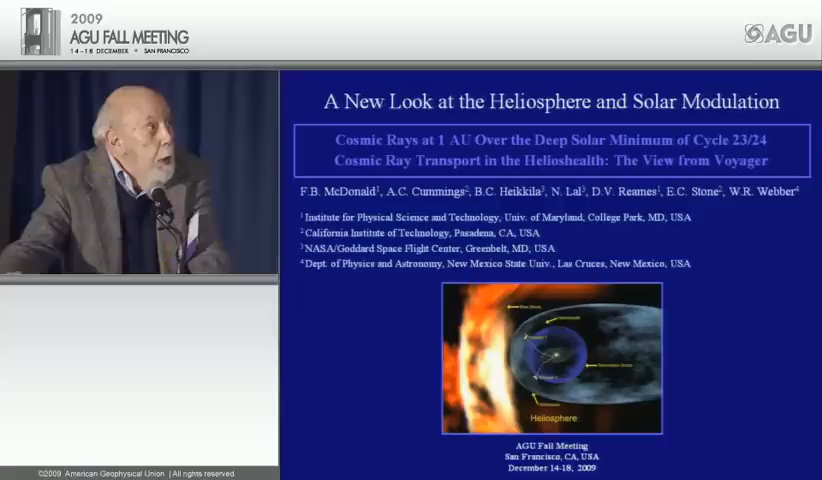 2009
AGU FALL MEETING
14-18 DECEMBER • SAN FRANCISCO
AGU
A New Look at the Heliosphere and Solar Modulation
Cosmic Rays at 1 AU Over the Deep Solar Minimum of Cycle 23/24
Cosmic Ray Transport in the Helioshealth: The View from Voyager
F.B. McDonald¹, A.C. Cummings², B.C. Heikkila³, N. Lal³, D.V. Reames¹, E.C. Stone², W.R. Webber⁴
¹ Institute for Physical Science and Technology, Univ. of Maryland, College Park, MD, USA
² California Institute of Technology, Pasadena, CA, USA
³ NASA/Goddard Space Flight Center, Greenbelt, MD, USA
⁴ Dept. of Physics and Astronomy, New Mexico State Univ., Las Cruces, New Mexico, USA
Heliosphere
AGU Fall Meeting
San Francisco, CA, USA
December 14-18, 2009
©2009 American Geophysical Union | All rights reserved.